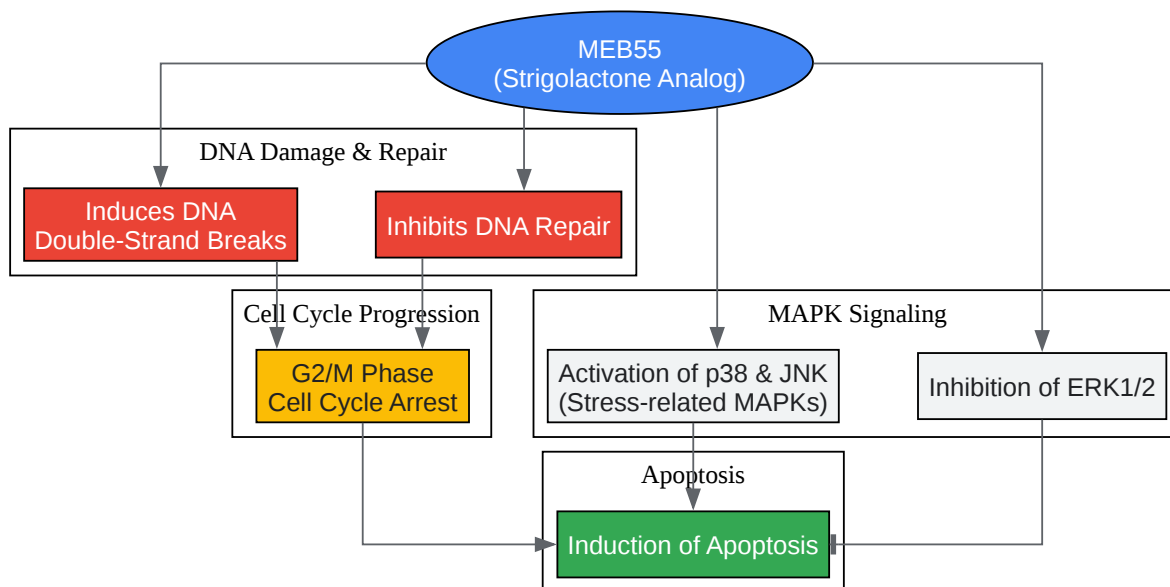 MEB55
(Strigolactone Analog)
DNA Damage & Repair
Induces DNA
Double-Strand Breaks
Inhibits DNA Repair
Cell Cycle Progression
G2/M Phase
Cell Cycle Arrest
MAPK Signaling
Activation of p38 & JNK
(Stress-related MAPKs)
Inhibition of ERK1/2
Apoptosis
Induction of Apoptosis